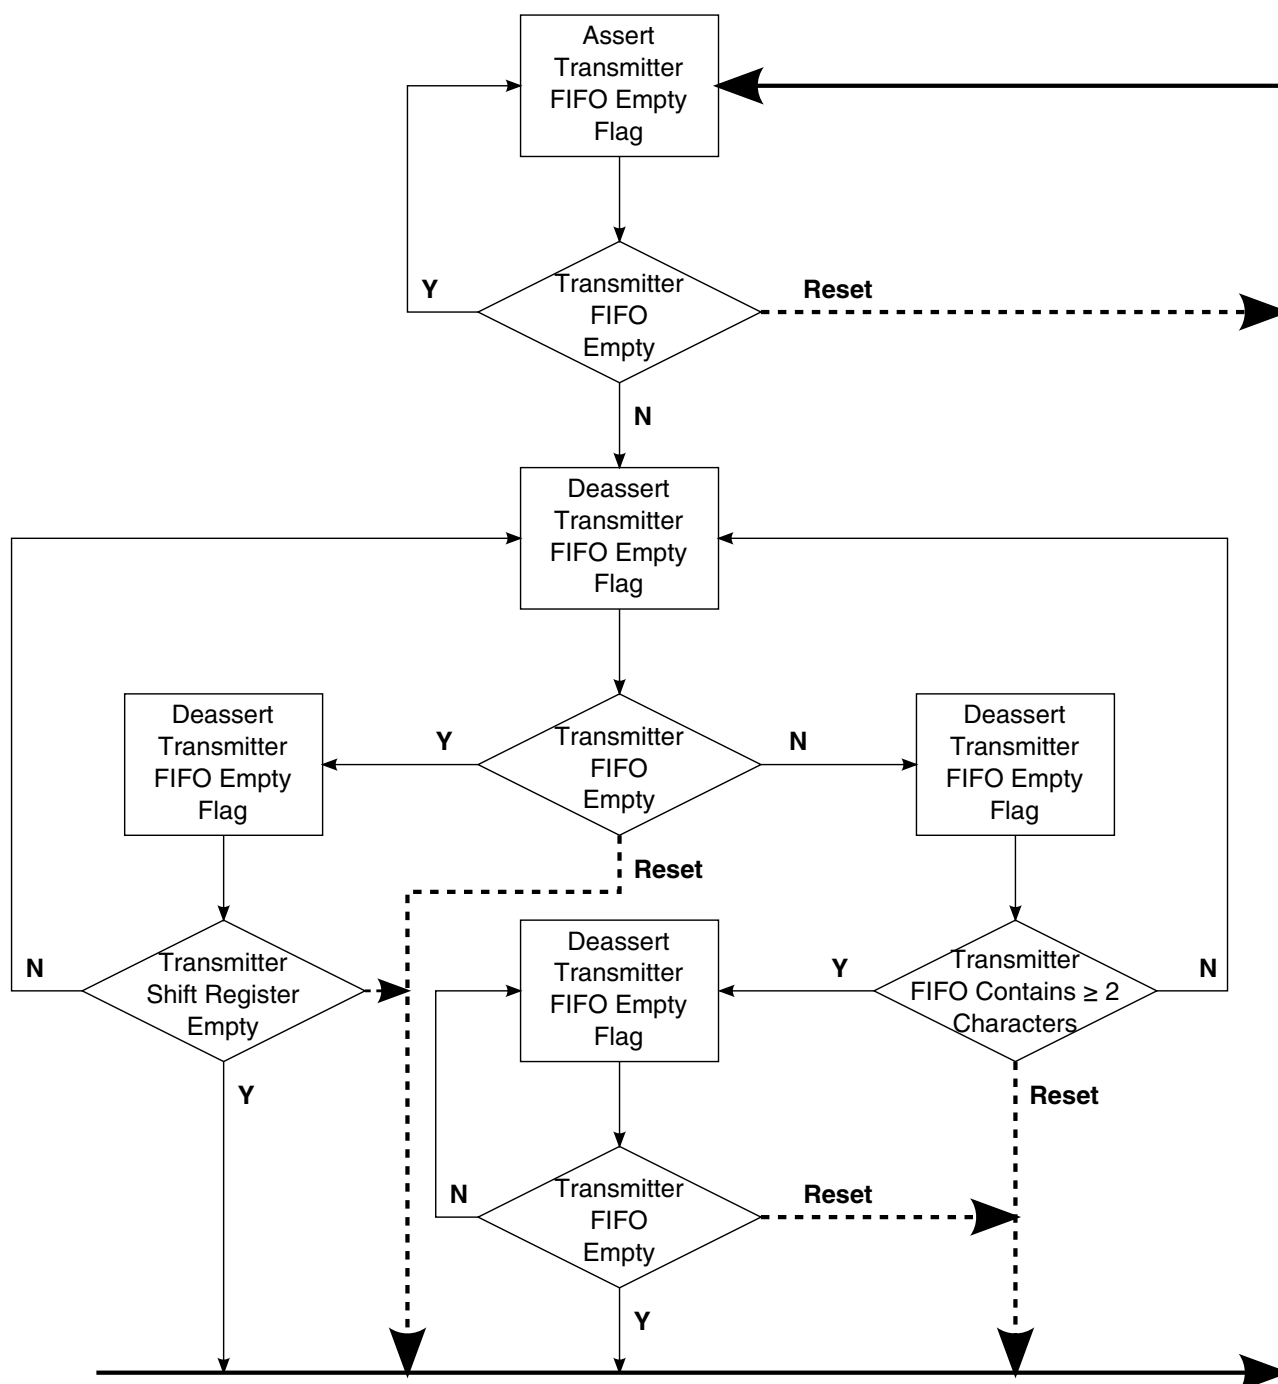 Assert
Transmitter
FIFO Empty
Flag
Y
Transmitter
FIFO
Empty
Reset
N
Deassert
Transmitter
FIFO Empty
Flag
Deassert
Transmitter
FIFO Empty
Flag
Y
Transmitter
FIFO
Empty
N
Deassert
Transmitter
FIFO Empty
Flag
Reset
N
Transmitter
Shift Register
Empty
Deassert
Transmitter
FIFO Empty
Flag
Y
Transmitter
FIFO Contains ≥ 2
Characters
N
Y
Reset
N
Transmitter
FIFO
Empty
Reset
Y